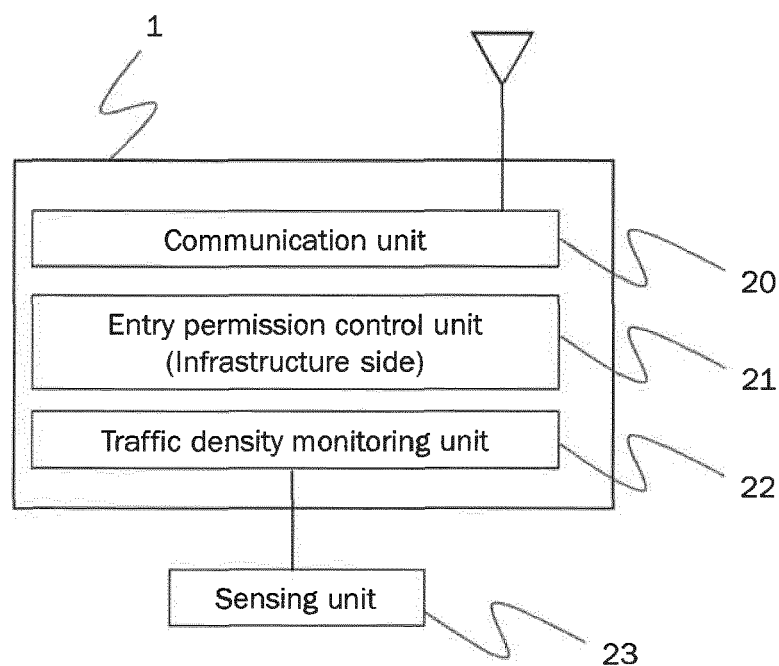 1
Communication unit
20
Entry permission control unit
(Infrastructure side)
21
Traffic density monitoring unit
22
Sensing unit
23